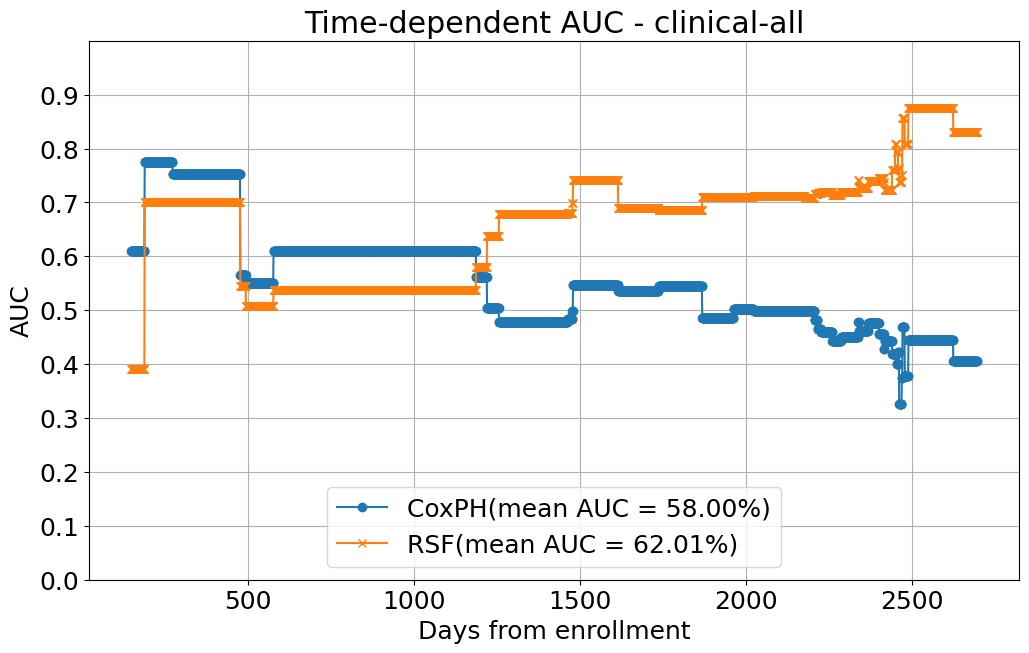 Time-dependent AUC - clinical-all
AUC
0.9
0.8
0.7
0.6
0.5
0.4
0.3
0.2
0.1
0.0
CoxPH(mean AUC = 58.00%)
RSF(mean AUC = 62.01%)
500 1000 1500 2000 2500
Days from enrollment